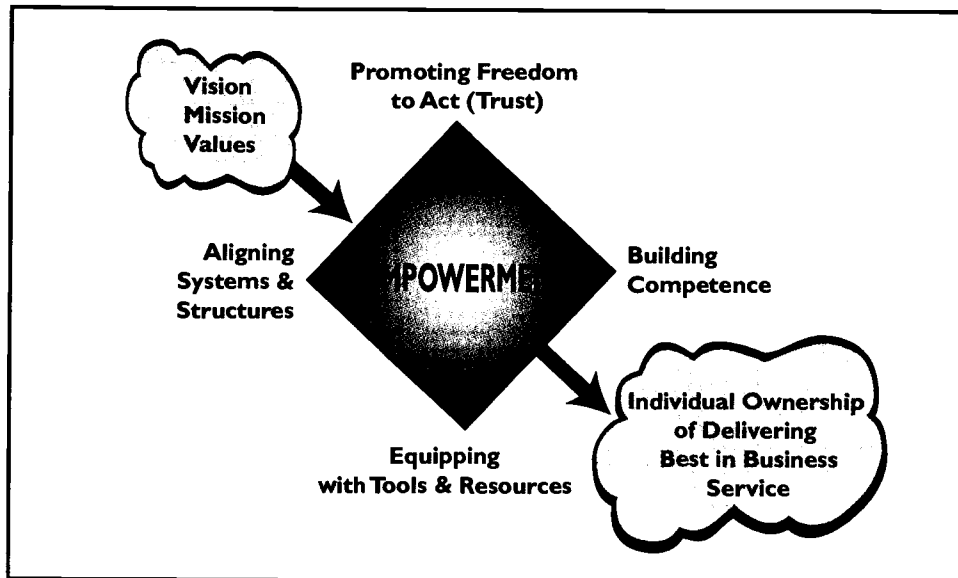 Vision
Mission
Values
Promoting Freedom
to Act (Trust)
Aligning
Systems &
Structures
EMPOWERMENT
Building
Competence
Equipping
with Tools & Resources
Individual Ownership
of Delivering
Best in Business
Service